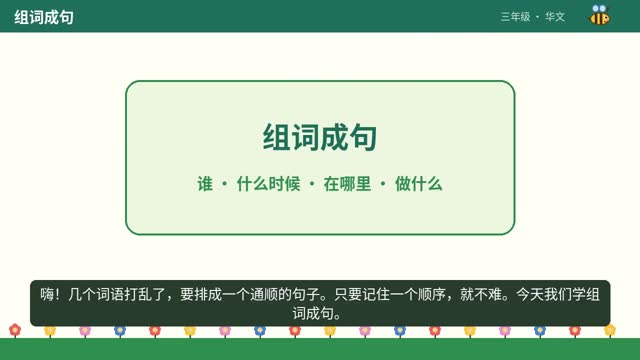 组词成句
三年级 · 华文
组词成句
谁 · 什么时候 · 在哪里 · 做什么
嗨！几个词语打乱了，要排成一个通顺的句子。只要记住一个顺序，就不难。今天我们学组
词成句。